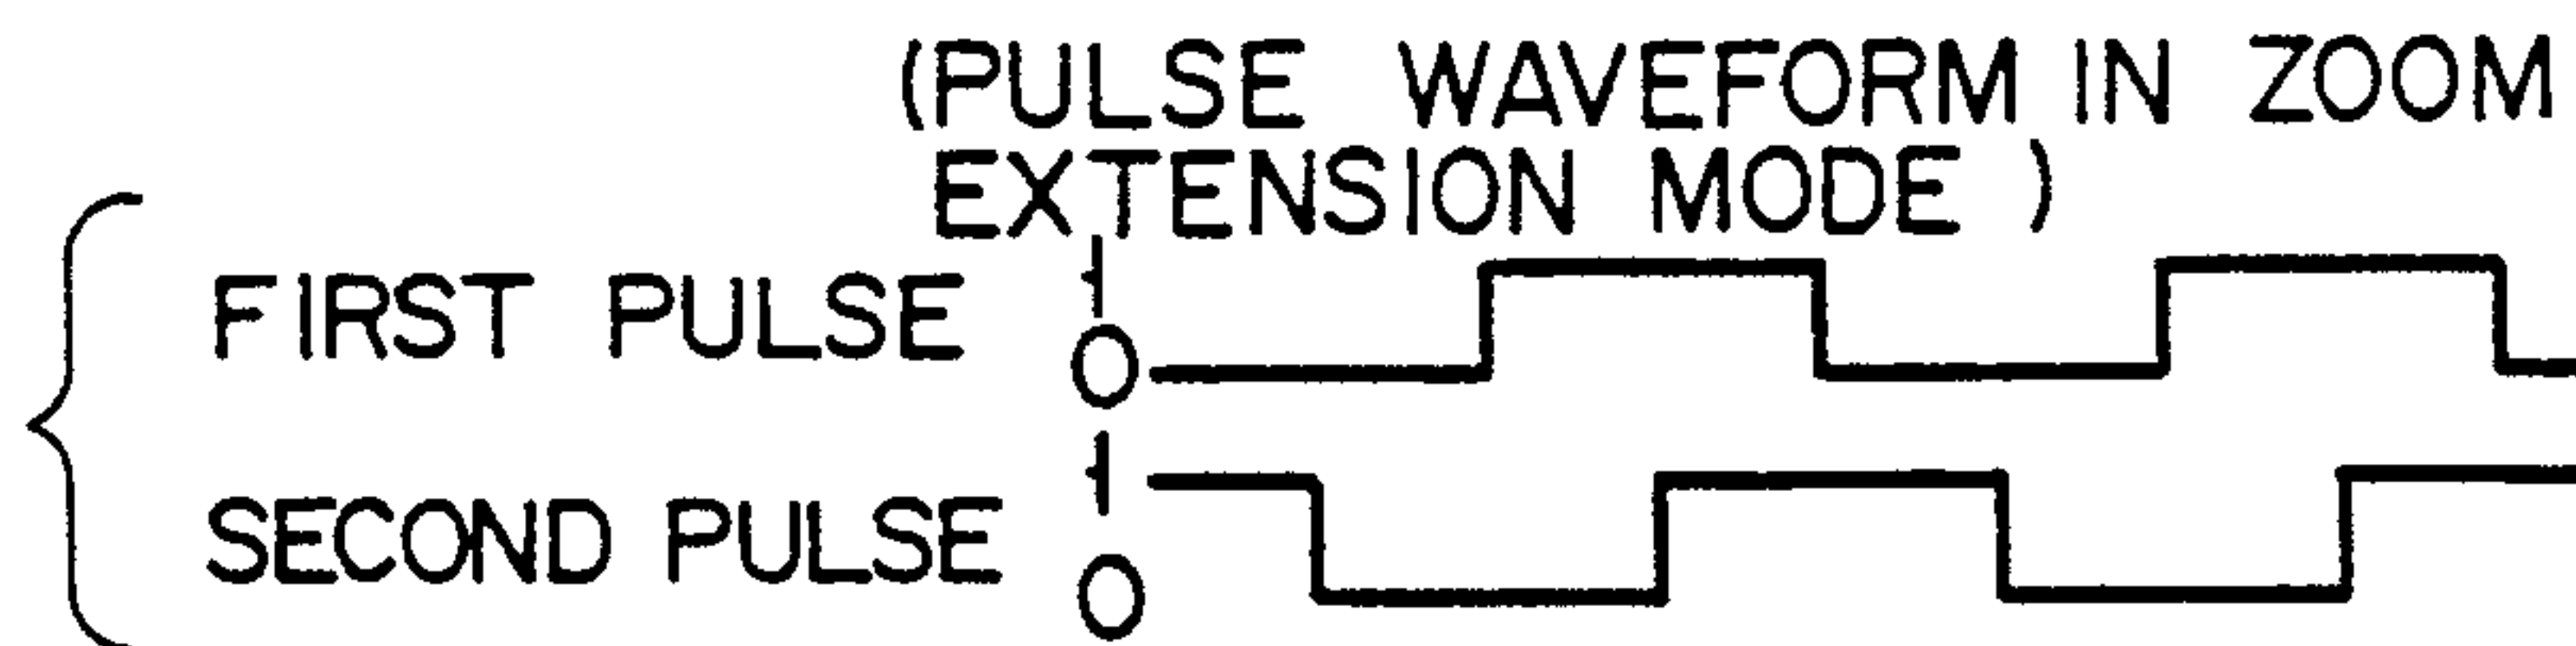 (PULSE WAVEFORM IN ZOOM
EXTENSION MODE )
FIRST PULSE 1
0
SECOND PULSE 1
0